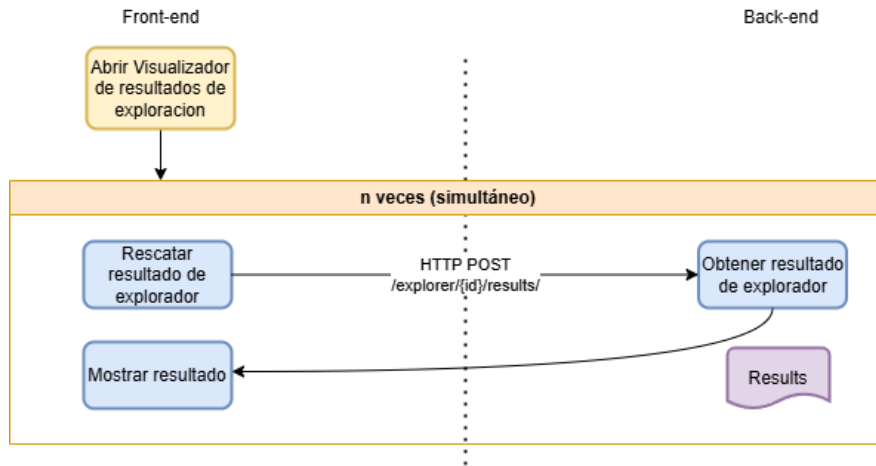 Front-end
Back-end
Abrir Visualizador
de resultados de
exploracion
n veces (simultáneo)
Rescatar
resultado de
explorador
HTTP POST
/explorer/{id}/results/
Obtener resultado
de explorador
Mostrar resultado
Results